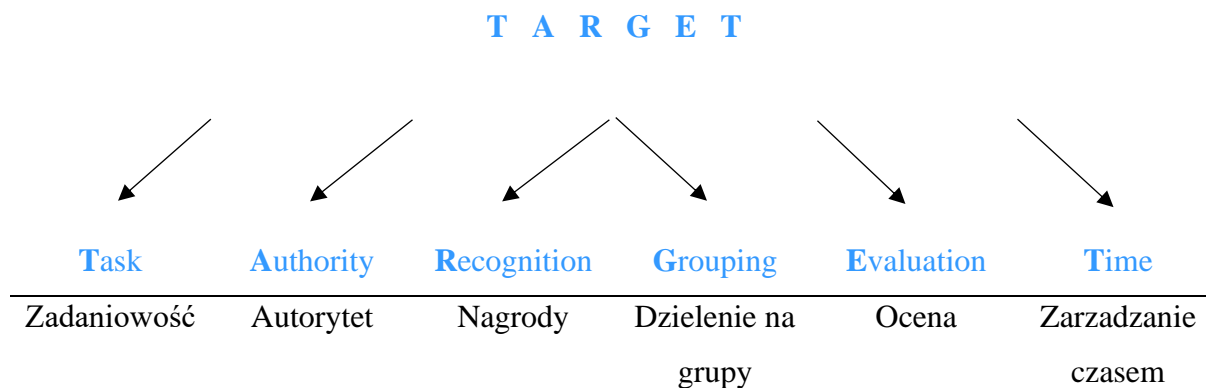 T A R G E T
Task Authority Recognition Grouping Evaluation Time
Zadaniowość Autorytet Nagrody Dzielenie na Ocena Zarzadzanie
grupy czasem